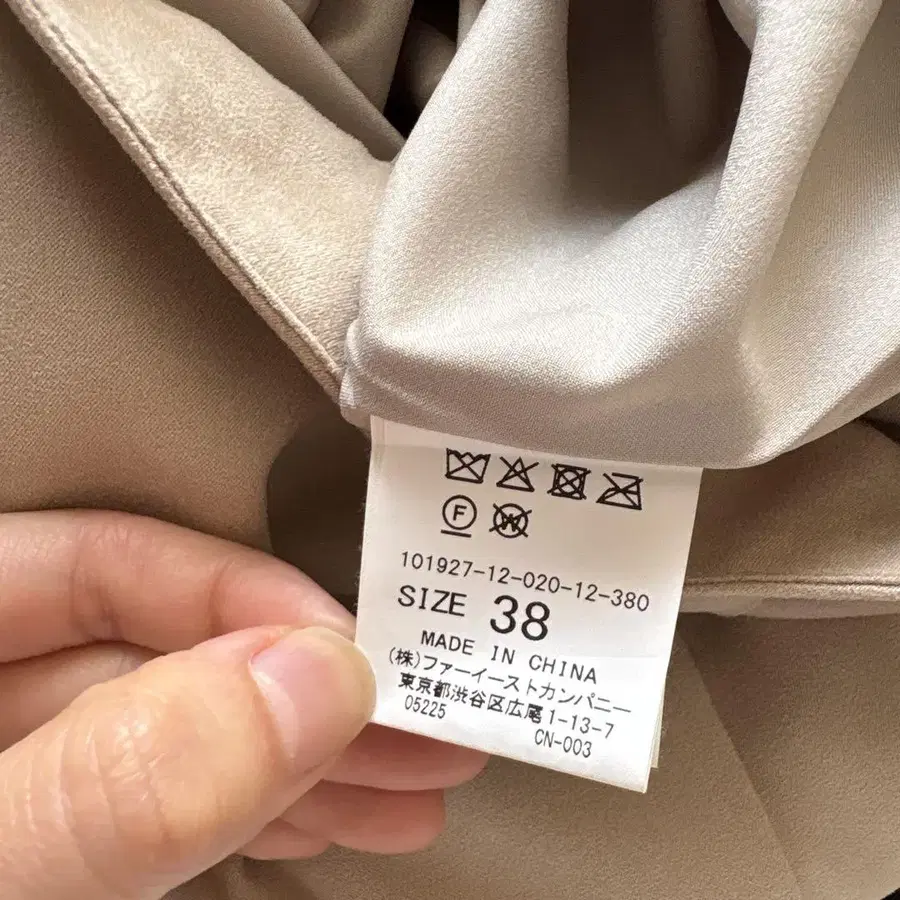 F W
101927-12-020-12-380
SIZE 38
MADE IN CHINA
(株)ファーイーストカンパニー
東京都渋谷区広尾1-13-7
05225
CN-003